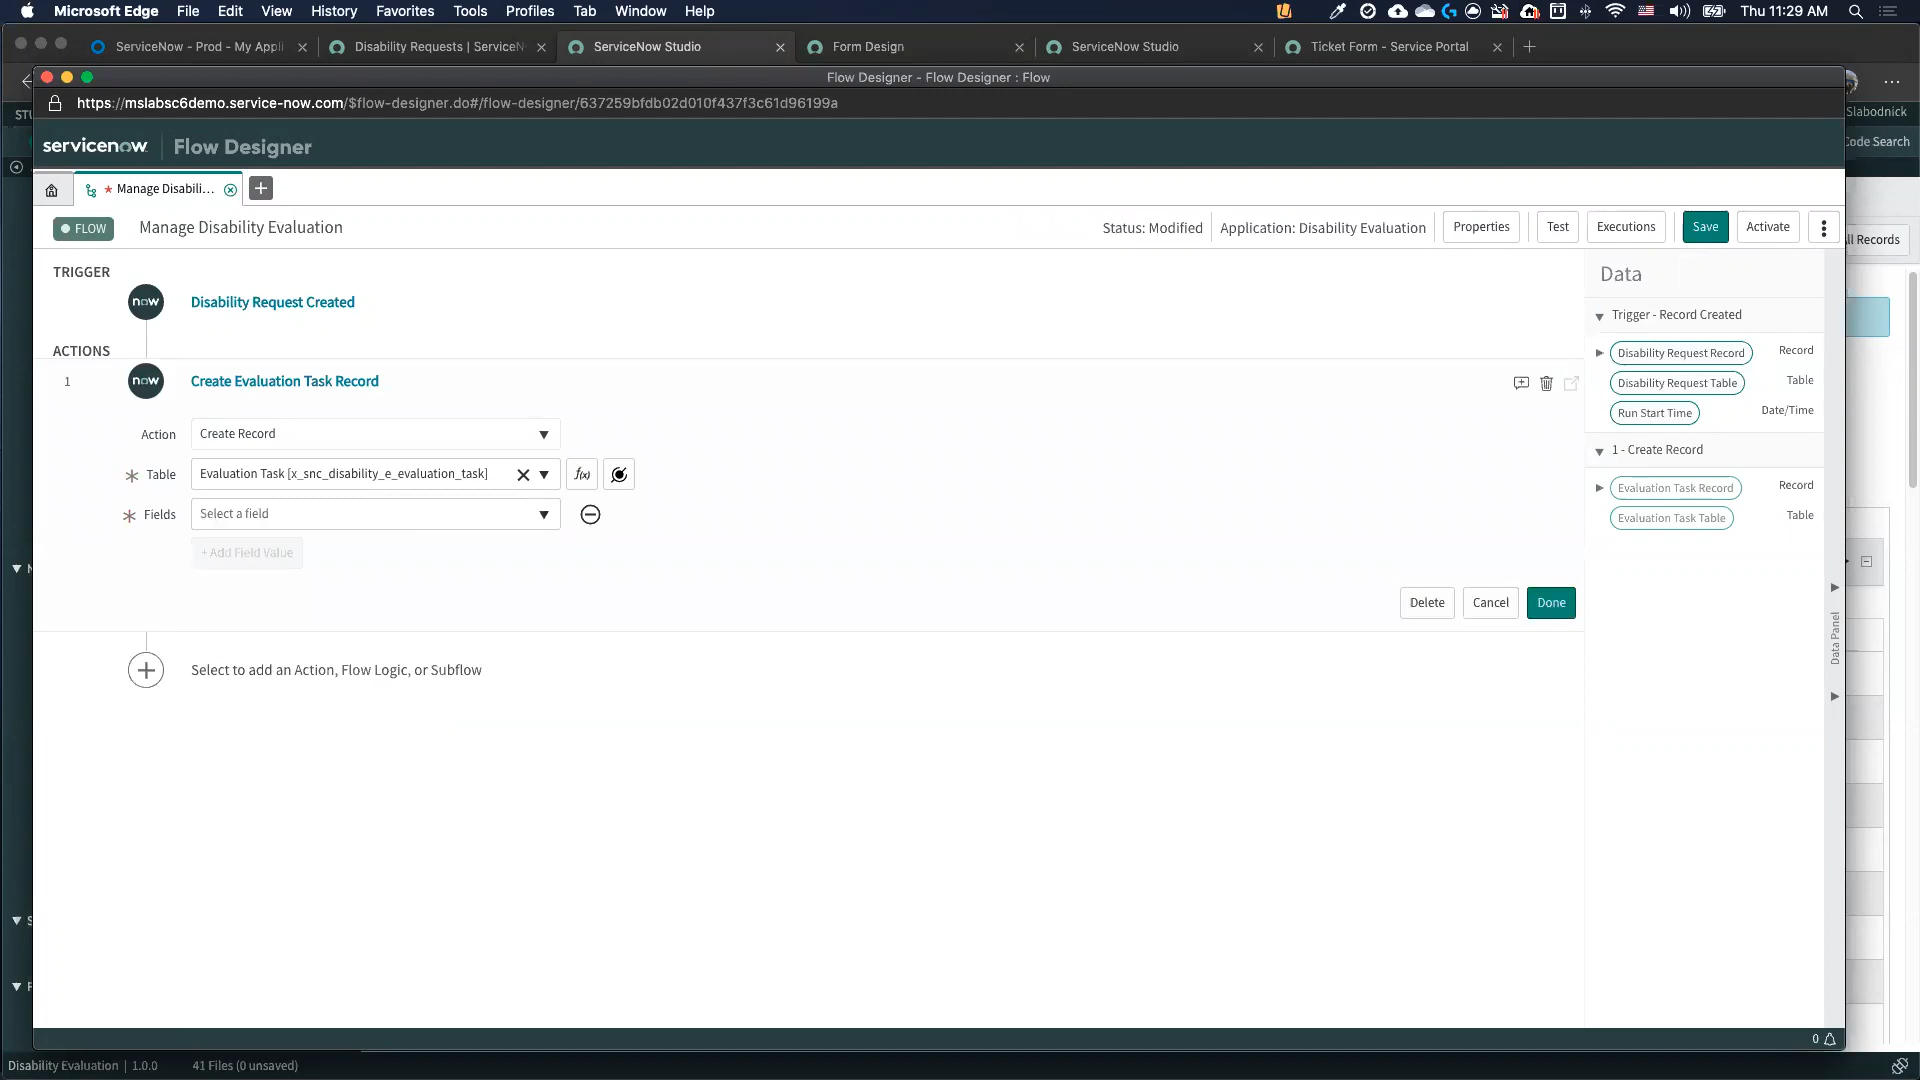 Microsoft Edge File Edit View History Favorites Tools Profiles Tab Window Help Thu 11:29 AM
ServiceNow - Prod - My Appli Disability Requests | ServiceN ServiceNow Studio Form Design ServiceNow Studio Ticket Form - Service Portal
Flow Designer - Flow Designer : Flow
https://mslabsc6demo.service-now.com/$flow-designer.do#/flow-designer/637259bfdb02d010f437f3c61d96199a
Slabodnick
servicenow Flow Designer
Code Search
* Manage Disabili...
FLOW Manage Disability Evaluation Status: Modified Application: Disability Evaluation Properties Test Executions Save Activate
ll Records
TRIGGER
now Disability Request Created
ACTIONS
1 now Create Evaluation Task Record
Action Create Record
Table Evaluation Task [x_snc_disability_e_evaluation_task] f(x)
Fields Select a field
+ Add Field Value
Delete Cancel Done
Select to add an Action, Flow Logic, or Subflow
Data
Trigger - Record Created
Disability Request Record Record
Disability Request Table Table
Run Start Time Date/Time
1 - Create Record
Evaluation Task Record Record
Evaluation Task Table Table
Data Panel
0
Disability Evaluation | 1.0.0 41 Files (0 unsaved)